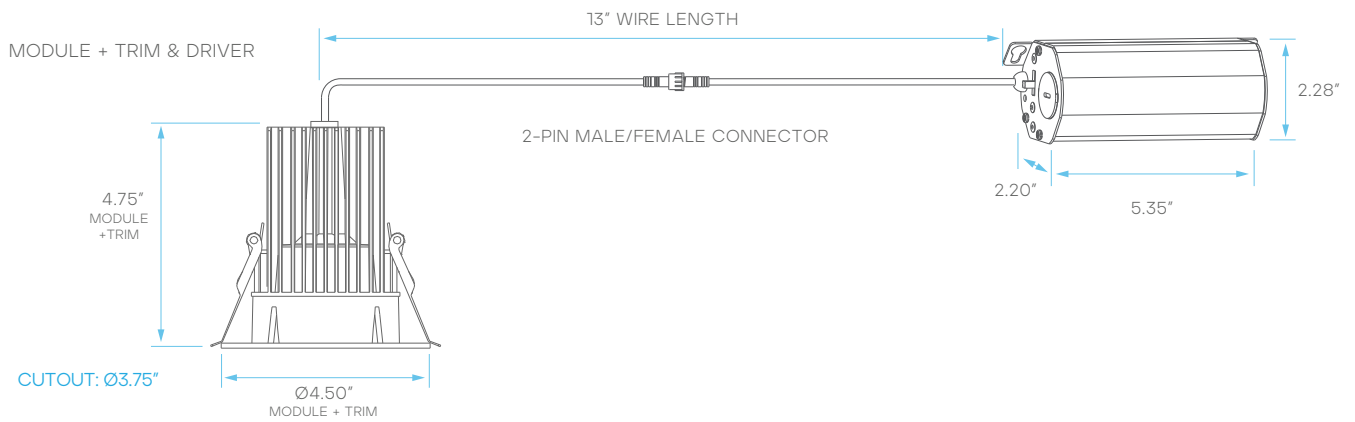 13" WIRE LENGTH
MODULE + TRIM & DRIVER
2.28"
2-PIN MALE/FEMALE CONNECTOR
2.20"
5.35"
4.75"
MODULE
+TRIM
CUTOUT: Ø3.75"
Ø4.50"
MODULE + TRIM